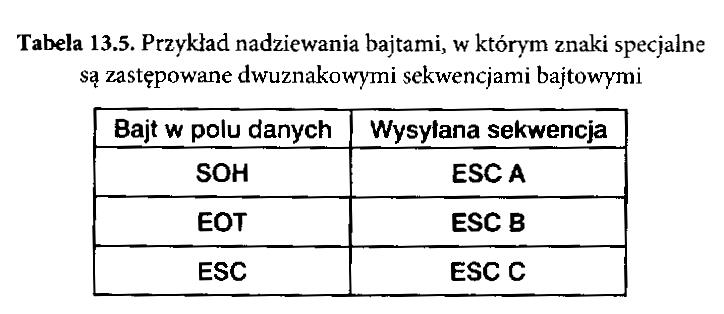 Tabela 13.5. Przykład nadziewania bajtami, w którym znaki specjalne
są zastępowane dwuznakowymi sekwencjami bajtowymi
Bajt w polu danych Wysyłana sekwencja
SOH ESC A
EOT ESC B
ESC ESC C